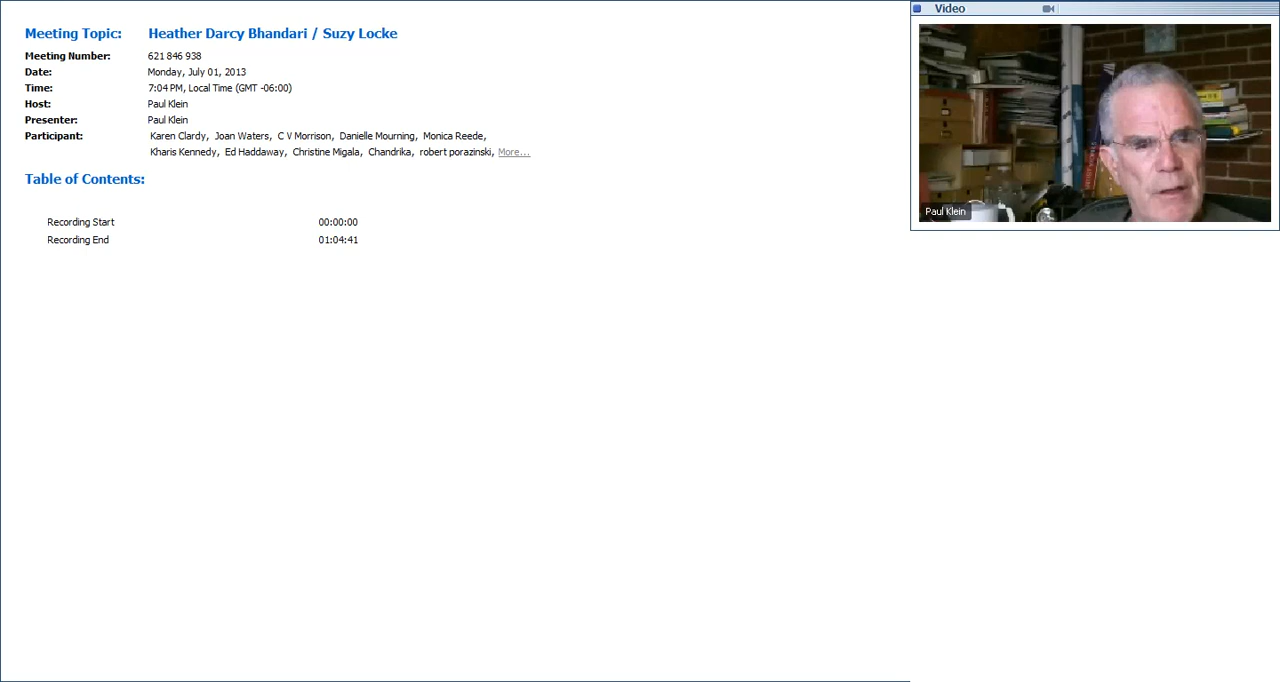 Meeting Topic: Heather Darcy Bhandari / Suzy Locke
Meeting Number: 621 846 938
Date: Monday, July 01, 2013
Time: 7:04 PM, Local Time (GMT -06:00)
Host: Paul Klein
Presenter: Paul Klein
Participant: Karen Clardy, Joan Waters, C V Morrison, Danielle Mourning, Monica Reede,
Kharis Kennedy, Ed Haddaway, Christine Migala, Chandrika, robert porazinski, More...
Table of Contents:
Recording Start 00:00:00
Recording End 01:04:41
Video
Paul Klein